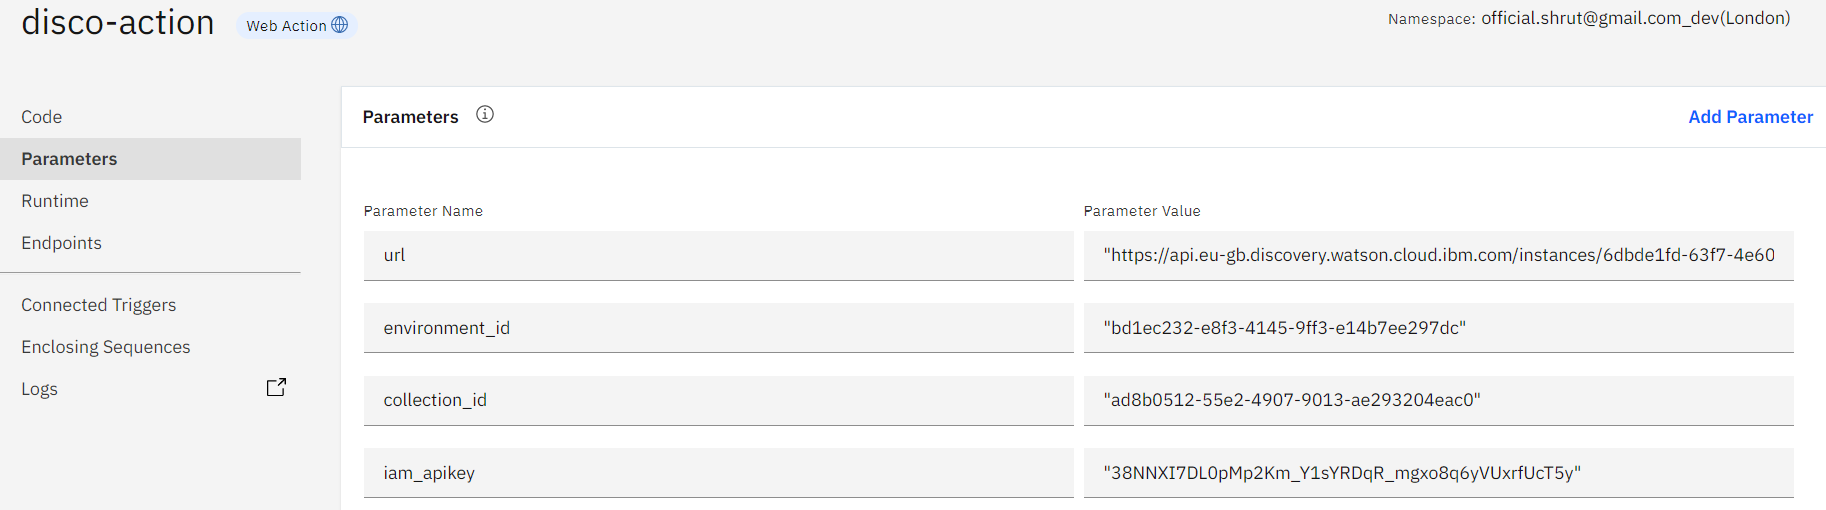 disco-action
Web Action
Namespace: official.shrut@gmail.com_dev(London)
Code
Parameters
Runtime
Endpoints
Connected Triggers
Enclosing Sequences
Logs
Parameters
Add Parameter
Parameter Name Parameter Value
url "https://api.eu-gb.discovery.watson.cloud.ibm.com/instances/6dbde1fd-63f7-4e60
environment_id "bd1ec232-e8f3-4145-9ff3-e14b7ee297dc"
collection_id "ad8b0512-55e2-4907-9013-ae293204eac0"
iam_apikey "38NNXI7DL0pMp2Km_Y1sYRDqR_mgxo8q6yVUxrfUcT5y"